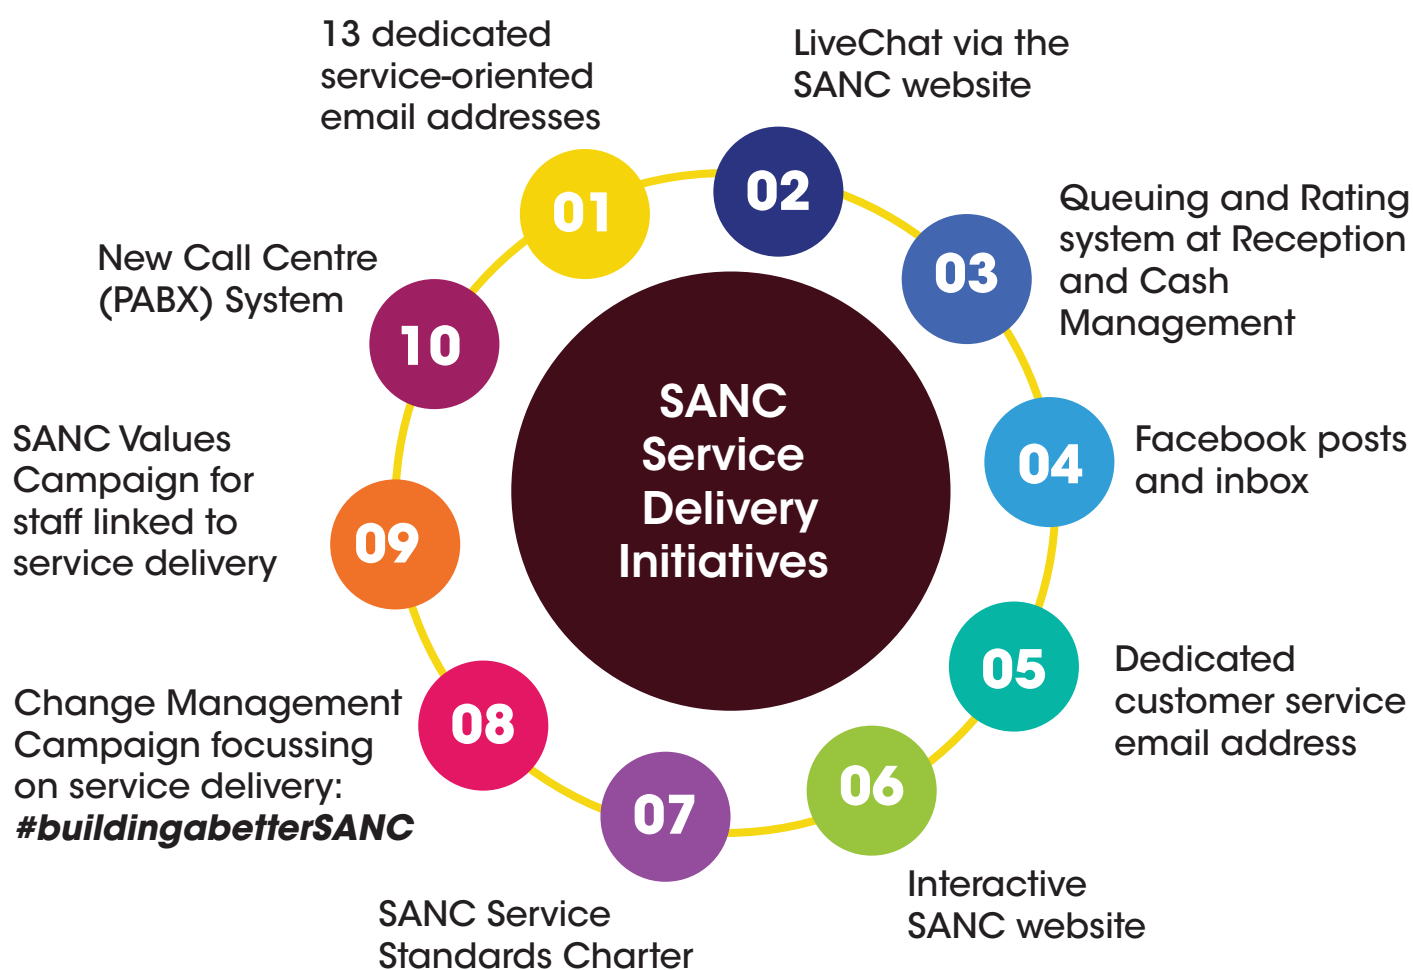 13 dedicated
service-oriented
email addresses
01
LiveChat via the
SANC website
02
Queuing and Rating
system at Reception
and Cash
Management
03
Facebook posts
and inbox
04
Dedicated
customer service
email address
05
Interactive
SANC website
06
SANC Service
Standards Charter
07
Change Management
Campaign focussing
on service delivery:
#buildingabetterSANC
08
SANC Values
Campaign for
staff linked to
service delivery
09
New Call Centre
(PABX) System
10
SANC
Service
Delivery
Initiatives